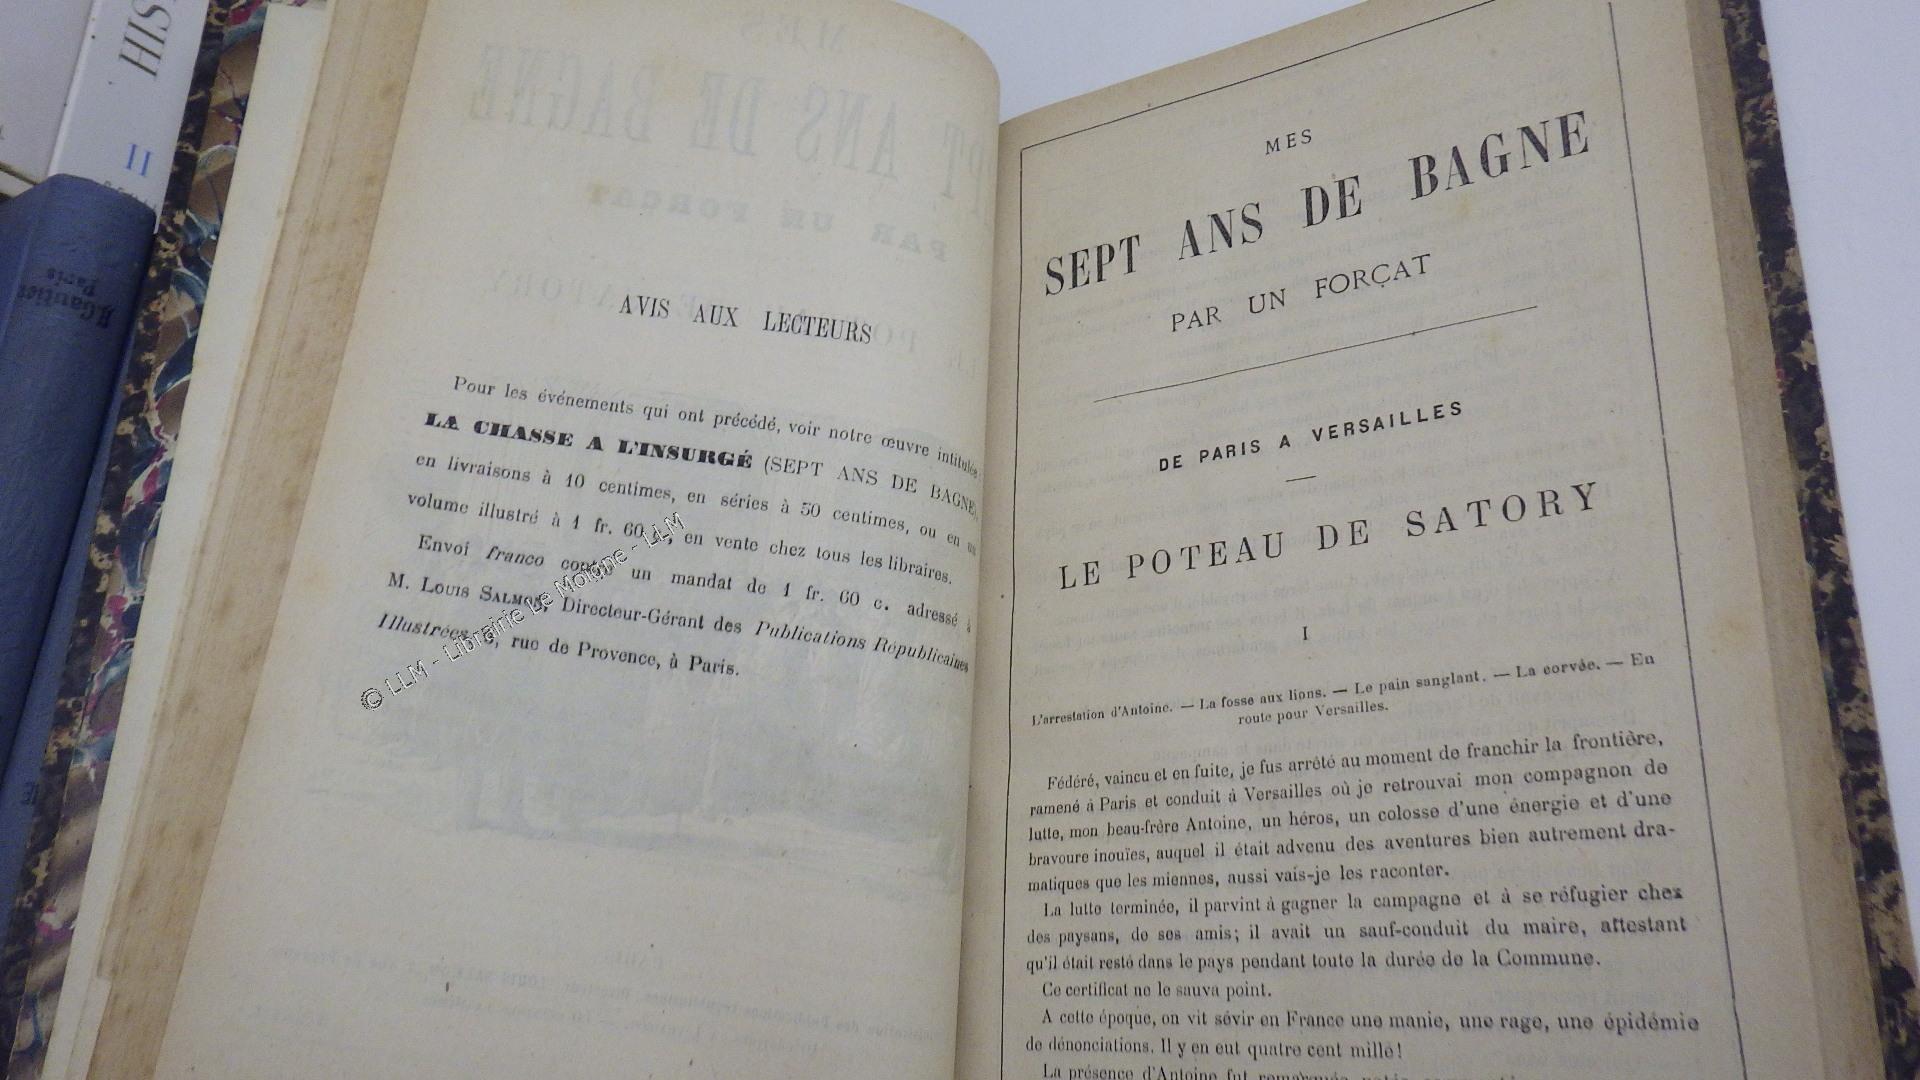 HIS
II
H.Gautier
Paris
AVIS AUX LECTEURS
Pour les événements qui ont précédé, voir notre œuvre intitulée
LA CHASSE A L'INSURGÉ (SEPT ANS DE BAGNE),
en livraisons à 10 centimes, en séries à 50 centimes, ou en un
volume illustré à 1 fr. 60 c., en vente chez tous les libraires.
Envoi franco contre un mandat de 1 fr. 60 c. adressé à
M. LOUIS SALMON, Directeur-Gérant des Publications Républicaines
Illustrées rue de Provence, à Paris.
© LLM - Librairie Le Moigne - LLM
MES
SEPT ANS DE BAGNE
PAR UN FORÇAT
DE PARIS A VERSAILLES
LE POTEAU DE SATORY
I
L'arrestation d'Antoine. — La fosse aux lions. — Le pain sanglant. — La corvée. — En
route pour Versailles.
Fédéré, vaincu et en fuite, je fus arrêté au moment de franchir la frontière,
ramené à Paris et conduit à Versailles où je retrouvai mon compagnon de
lutte, mon beau-frère Antoine, un héros, un colosse d'une énergie et d'une
bravoure inouïes, auquel il était advenu des aventures bien autrement dra-
matiques que les miennes, aussi vais-je les raconter.
La lutte terminée, il parvint à gagner la campagne et à se réfugier chez
des paysans, de ses amis; il avait un sauf-conduit du maire, attestant
qu'il était resté dans le pays pendant toute la durée de la Commune.
Ce certificat ne le sauva point.
A cette époque, on vit sévir en France une manie, une rage, une épidémie
de dénonciations. Il y en eut quatre cent mille!
La présence d'Antoine fut